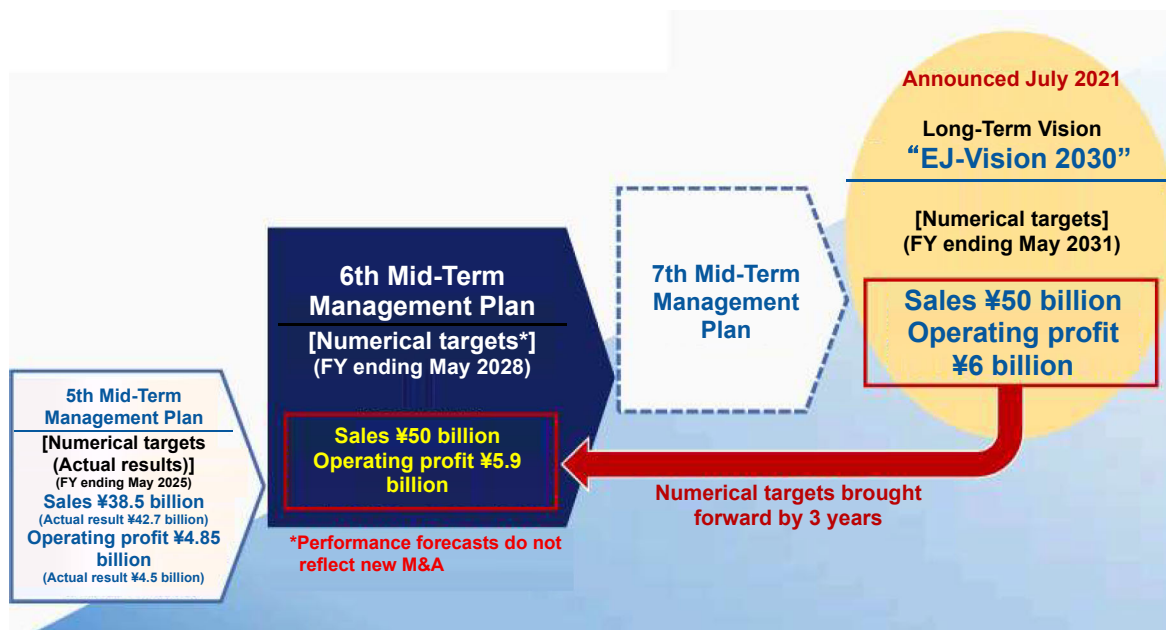 5th Mid-Term
Management Plan
[Numerical targets
(Actual results)]
(FY ending May 2025)
Sales ¥38.5 billion
(Actual result ¥42.7 billion)
Operating profit ¥4.85
billion
(Actual result ¥4.5 billion)
6th Mid-Term
Management Plan
[Numerical targets*]
(FY ending May 2028)
Sales ¥50 billion
Operating profit ¥5.9
billion
*Performance forecasts do not
reflect new M&A
7th Mid-Term
Management
Plan
Announced July 2021
Long-Term Vision
“EJ-Vision 2030”
[Numerical targets]
(FY ending May 2031)
Sales ¥50 billion
Operating profit
¥6 billion
Numerical targets brought
forward by 3 years